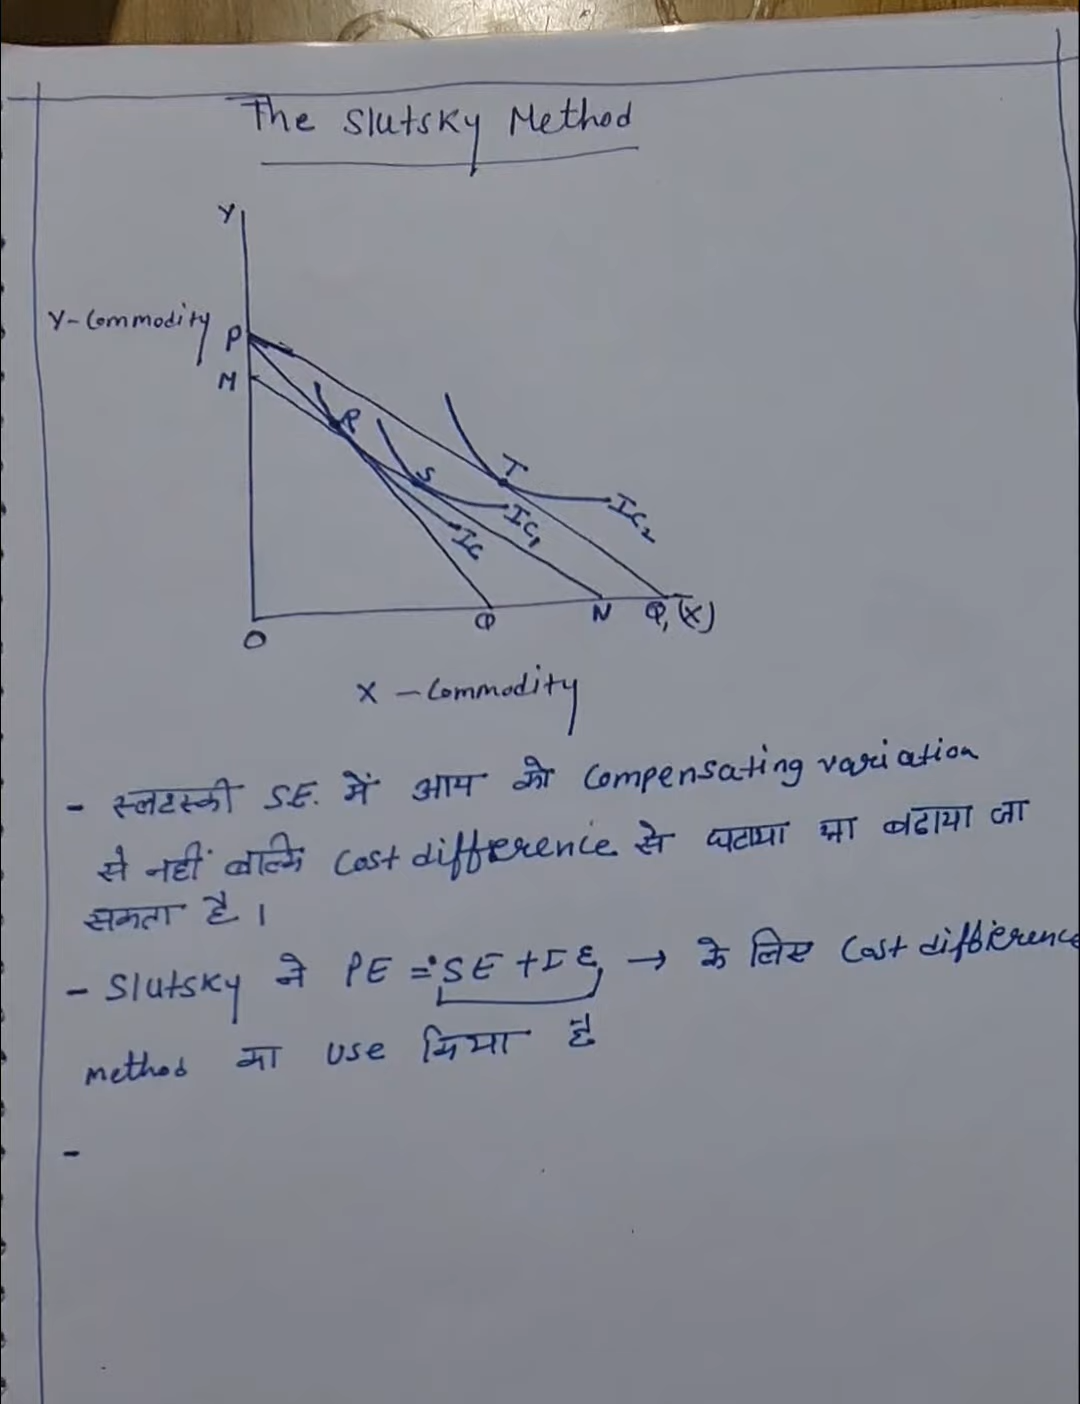 The Slutsky Method
Y
Y-Commodity
P
M
R
S
T
IC
IC₁
IC₂
O
Q
N
Q₁(X)
X - Commodity
- स्लटस्की S.E. में आय को Compensating variation
से नहीं बल्कि Cost difference से घटाया या बढाया जा
सकता है।
- Slutsky ने PE = SE + IE → के लिए Cost difference
method का use किया है
-